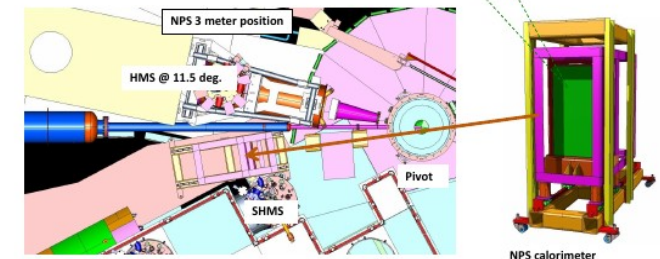 NPS 3 meter position
HMS @ 11.5 deg.
Pivot
SHMS
NPS calorimeter